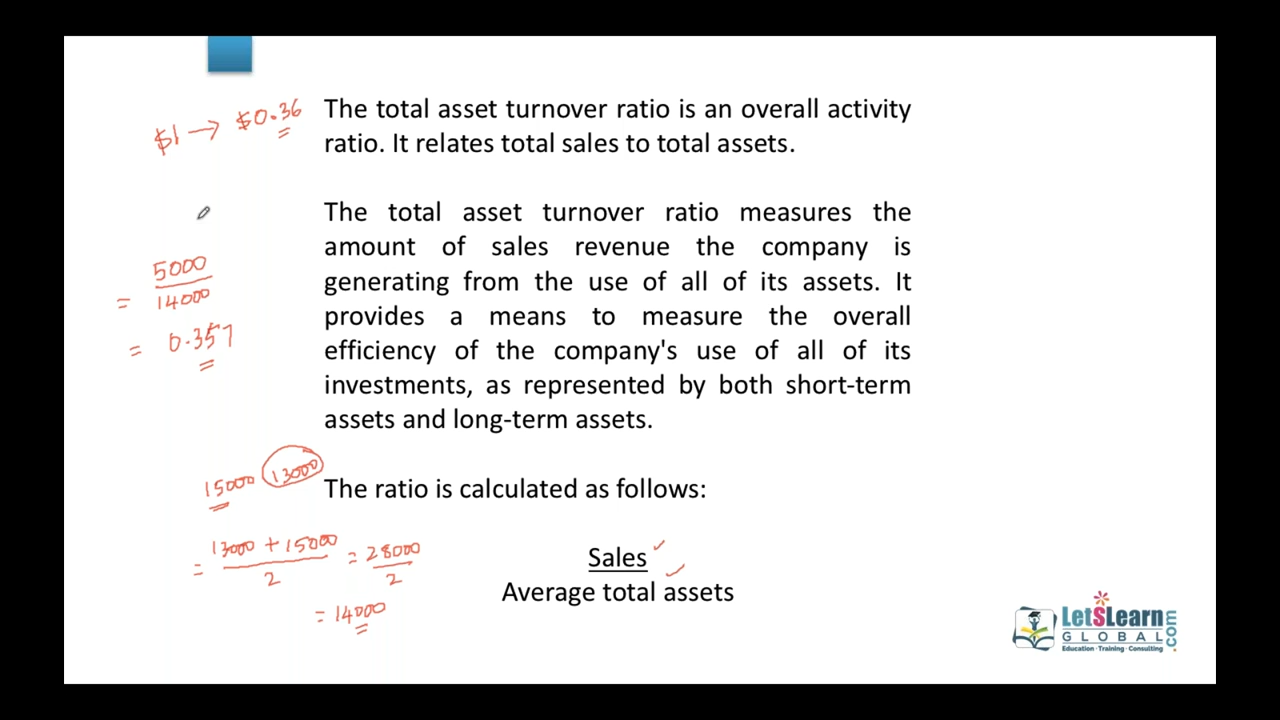 $1 → $0.36
The total asset turnover ratio is an overall activity
ratio. It relates total sales to total assets.
The total asset turnover ratio measures the
amount of sales revenue the company is
generating from the use of all of its assets. It
provides a means to measure the overall
efficiency of the company's use of all of its
investments, as represented by both short-term
assets and long-term assets.
5000
= 14000
= 0.357
15000 13000
The ratio is calculated as follows:
13000 + 15000 = 28000
= 2 2
= 14000
Sales ✓
Average total assets
LetSLearn
GLOBAL
.com
Education · Training · Consulting